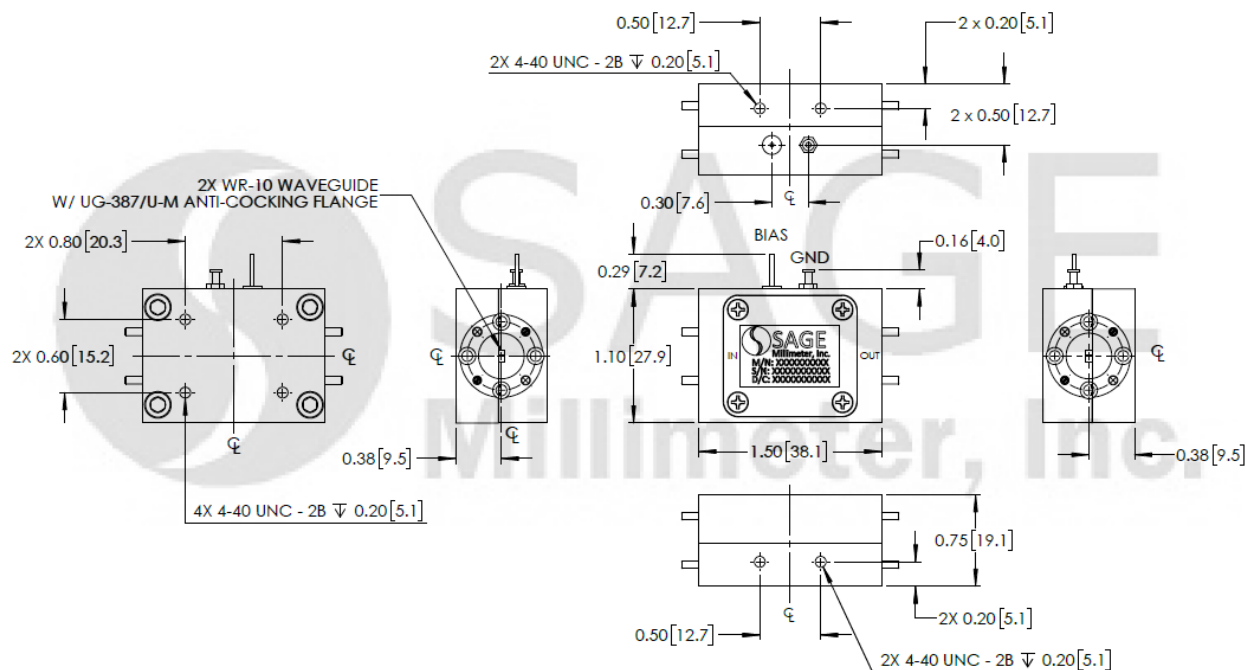 0.50[12.7]
2 x 0.20[5.1]
2X 4-40 UNC - 2B ↧ 0.20[5.1]
2 x 0.50[12.7]
0.30[7.6]
℄
2X WR-10 WAVEGUIDE
W/ UG-387/U-M ANTI-COCKING FLANGE
2X 0.80[20.3]
BIAS
GND
0.16[4.0]
0.29[7.2]
SAGE
Millimeter, Inc.
2X 0.60[15.2]
℄
℄
1.10[27.9]
IN
SAGE
Millimeter, Inc.
M/N: XXXXXXXXXX
S/N: XXXXXXXXXXX
D/C: XXXXXXXXXXX
OUT
℄
℄
℄
0.38[9.5]
1.50[38.1]
0.38[9.5]
4X 4-40 UNC - 2B ↧ 0.20[5.1]
0.75[19.1]
℄
0.50[12.7]
2X 0.20[5.1]
2X 4-40 UNC - 2B ↧ 0.20[5.1]